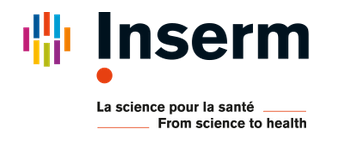 Inserm
La science pour la santé
From science to health